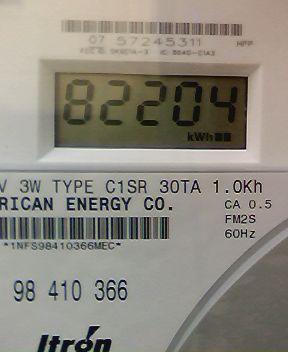 07 57245311
82204
kWh
V 3W TYPE C1SR 30TA 1.0Kh
RICAN ENERGY CO.
CA 0.5
FM2S
60Hz
*1NFS98410366MEC*
98 410 366
Itron